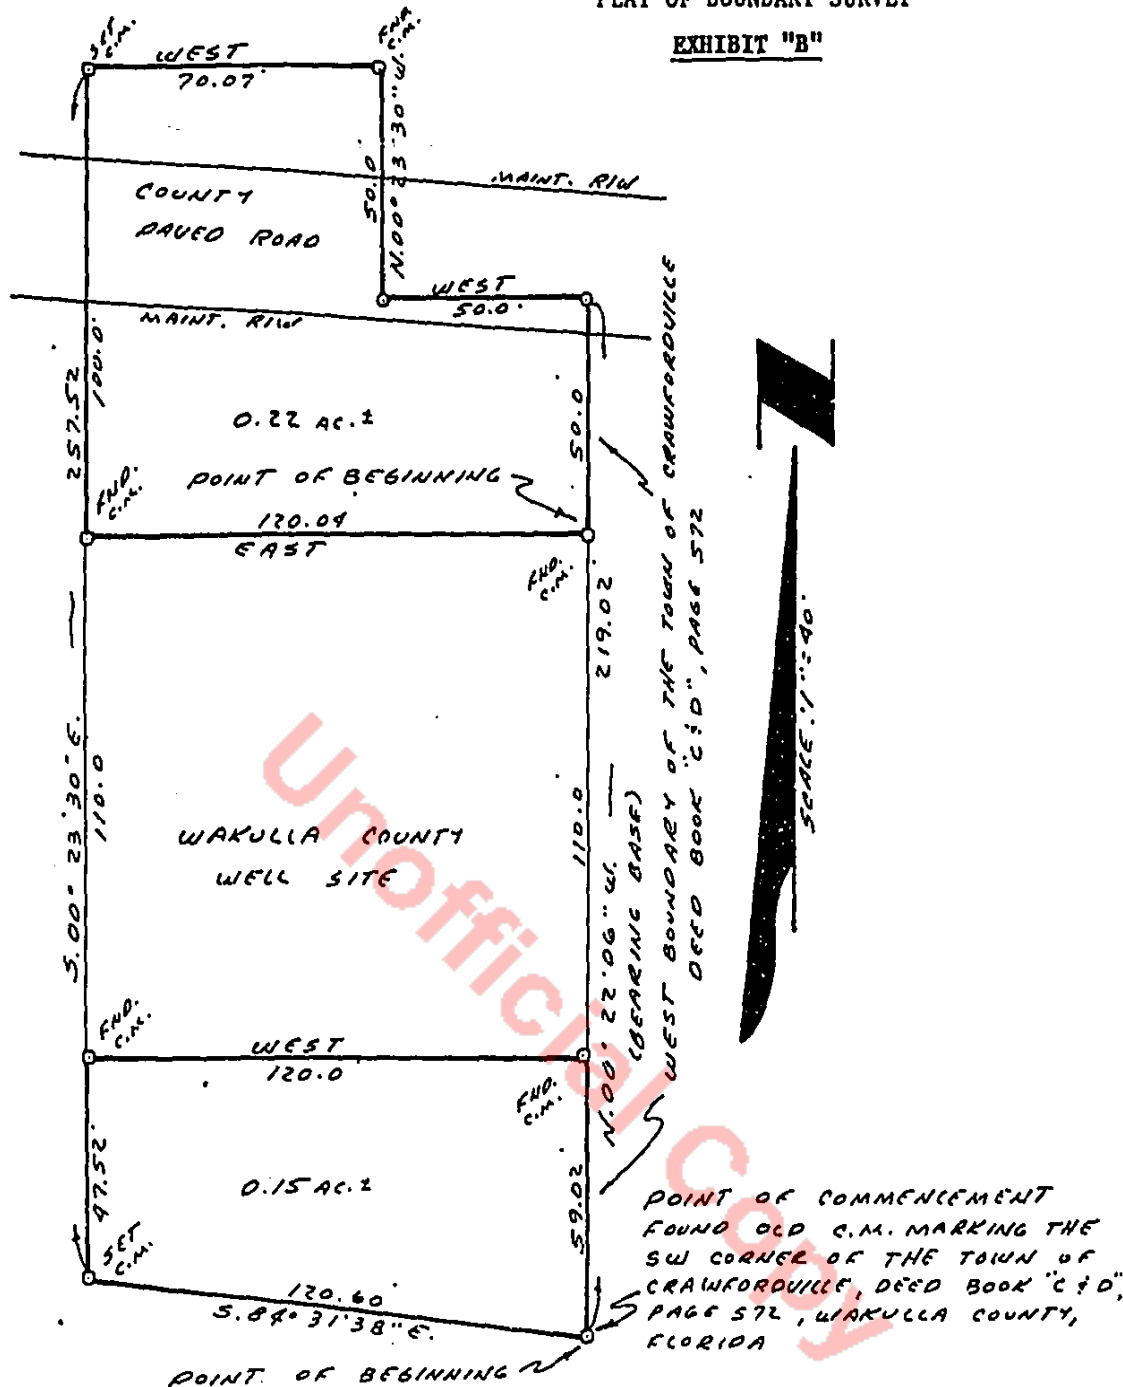 PLAT OF BOUNDARY SURVEY
EXHIBIT "B"
SET
C.M.
WEST
70.07'
FND.
C.M.
50.0'
N.00° 23' 30" W.
MAINT. R/W
COUNTY
PAVED ROAD
WEST
50.0'
MAINT. R/W
257.52
100.0'
0.22 AC.±
50.0
POINT OF BEGINNING
FND.
C.M.
120.04
EAST
FND.
C.M.
219.02
WEST BOUNDARY OF THE TOWN OF CRAWFORDVILLE
DEED BOOK "C & D", PAGE 572
SCALE: 1" = 40'
S.00° 23' 30" E.
110.0
WAKULLA COUNTY
WELL SITE
110.0
N.00° 22' 06" W.
(BEARING BASE)
FND.
C.M.
WEST
120.0
FND.
C.M.
47.52'
0.15 AC.±
59.02
SET
C.M.
120.60'
S.84° 31' 38" E.
POINT OF BEGINNING
POINT OF COMMENCEMENT
FOUND OLD C.M. MARKING THE
SW CORNER OF THE TOWN OF
CRAWFORDVILLE, DEED BOOK "C & D",
PAGE 572, WAKULLA COUNTY,
FLORIDA
Unofficial Copy